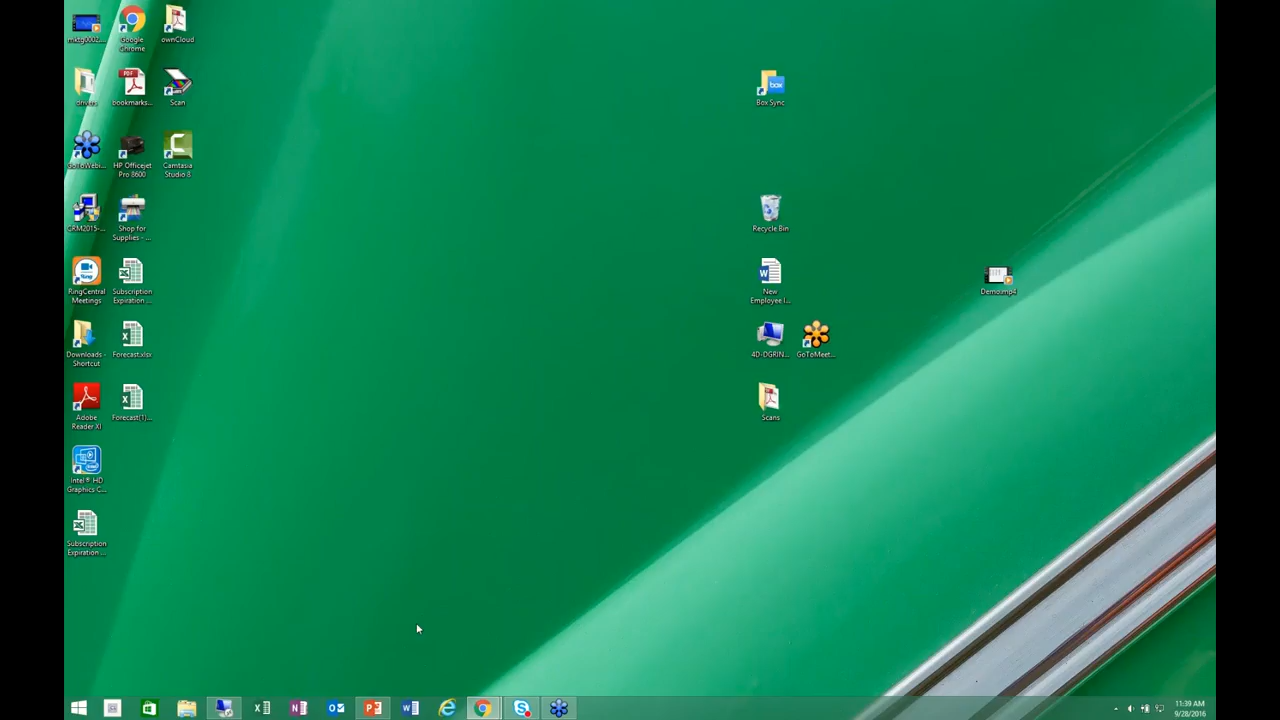 mktg0002...
Google
Chrome
ownCloud
drivers
bookmarks...
Scan
GoToWebi...
HP Officejet
Pro 8600
Camtasia
Studio 8
CRM2015-...
Shop for
Supplies - ...
RingCentral
Meetings
Subscription
Expiration ...
Downloads -
Shortcut
Forecast.xlsx
Adobe
Reader XI
Forecast(1)...
Intel® HD
Graphics C...
Subscription
Expiration ...
Box Sync
Recycle Bin
New
Employee I...
4D-DGRIN...
GoToMeet...
Scans
Demo.mp4
11:39 AM
9/28/2016